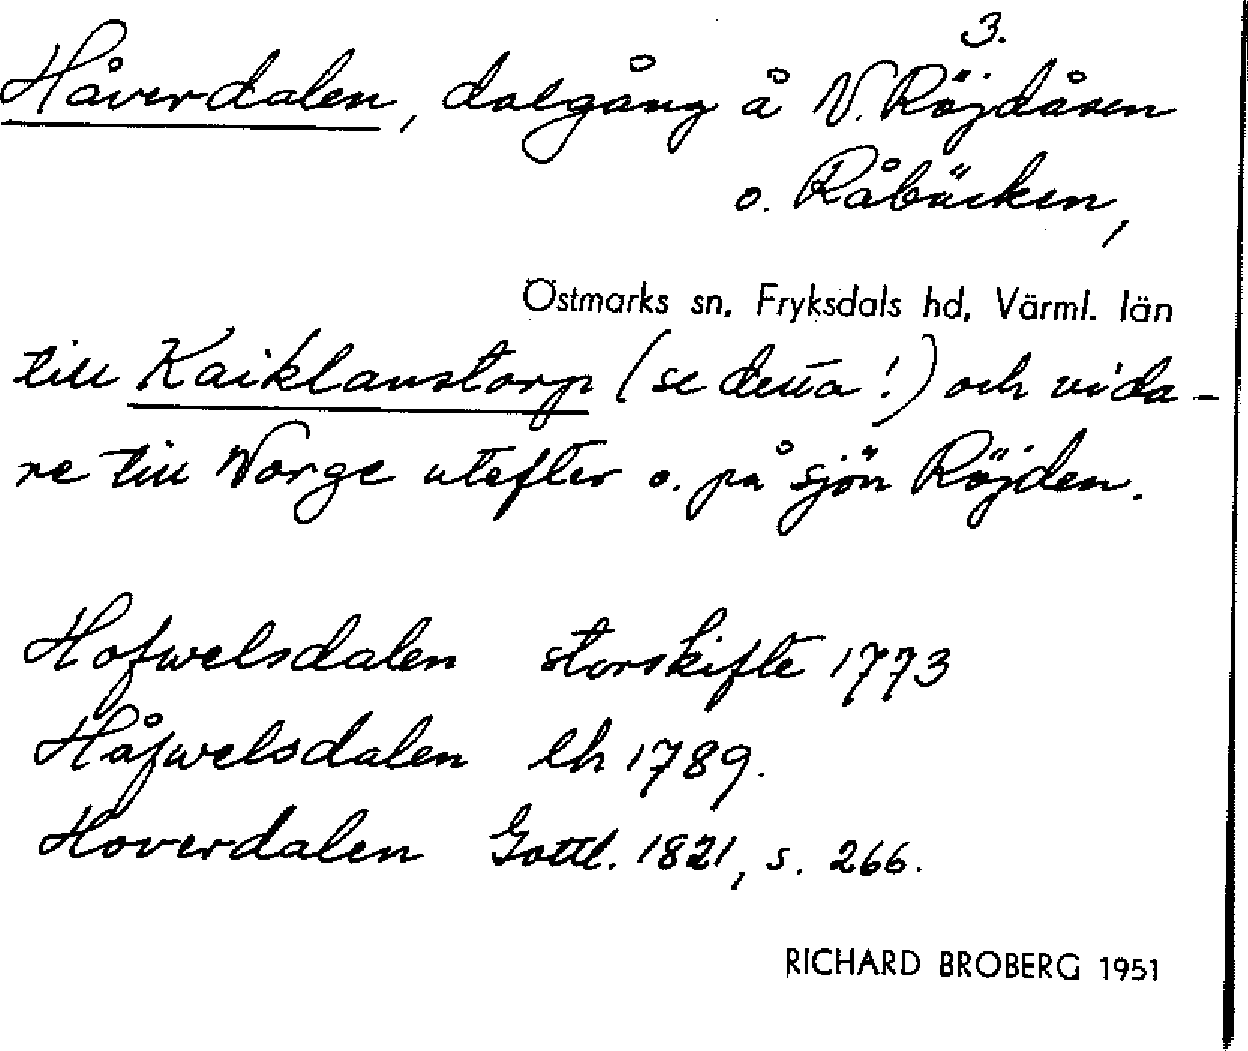 3.
Håverdalen, dalgång å V. Röjdåsen
o. Råbäcken,
Östmarks sn, Fryksdals hd, Värml. län
till Kaiklaustorp (se detta!) och vida-
re till Norge utefter o. på sjön Röjden.
Hofwelsdalen storskifte 1773
Håfwelsdalen lh 1789.
Hoverdalen Gottl. 1821, s. 266.
RICHARD BROBERG 1951